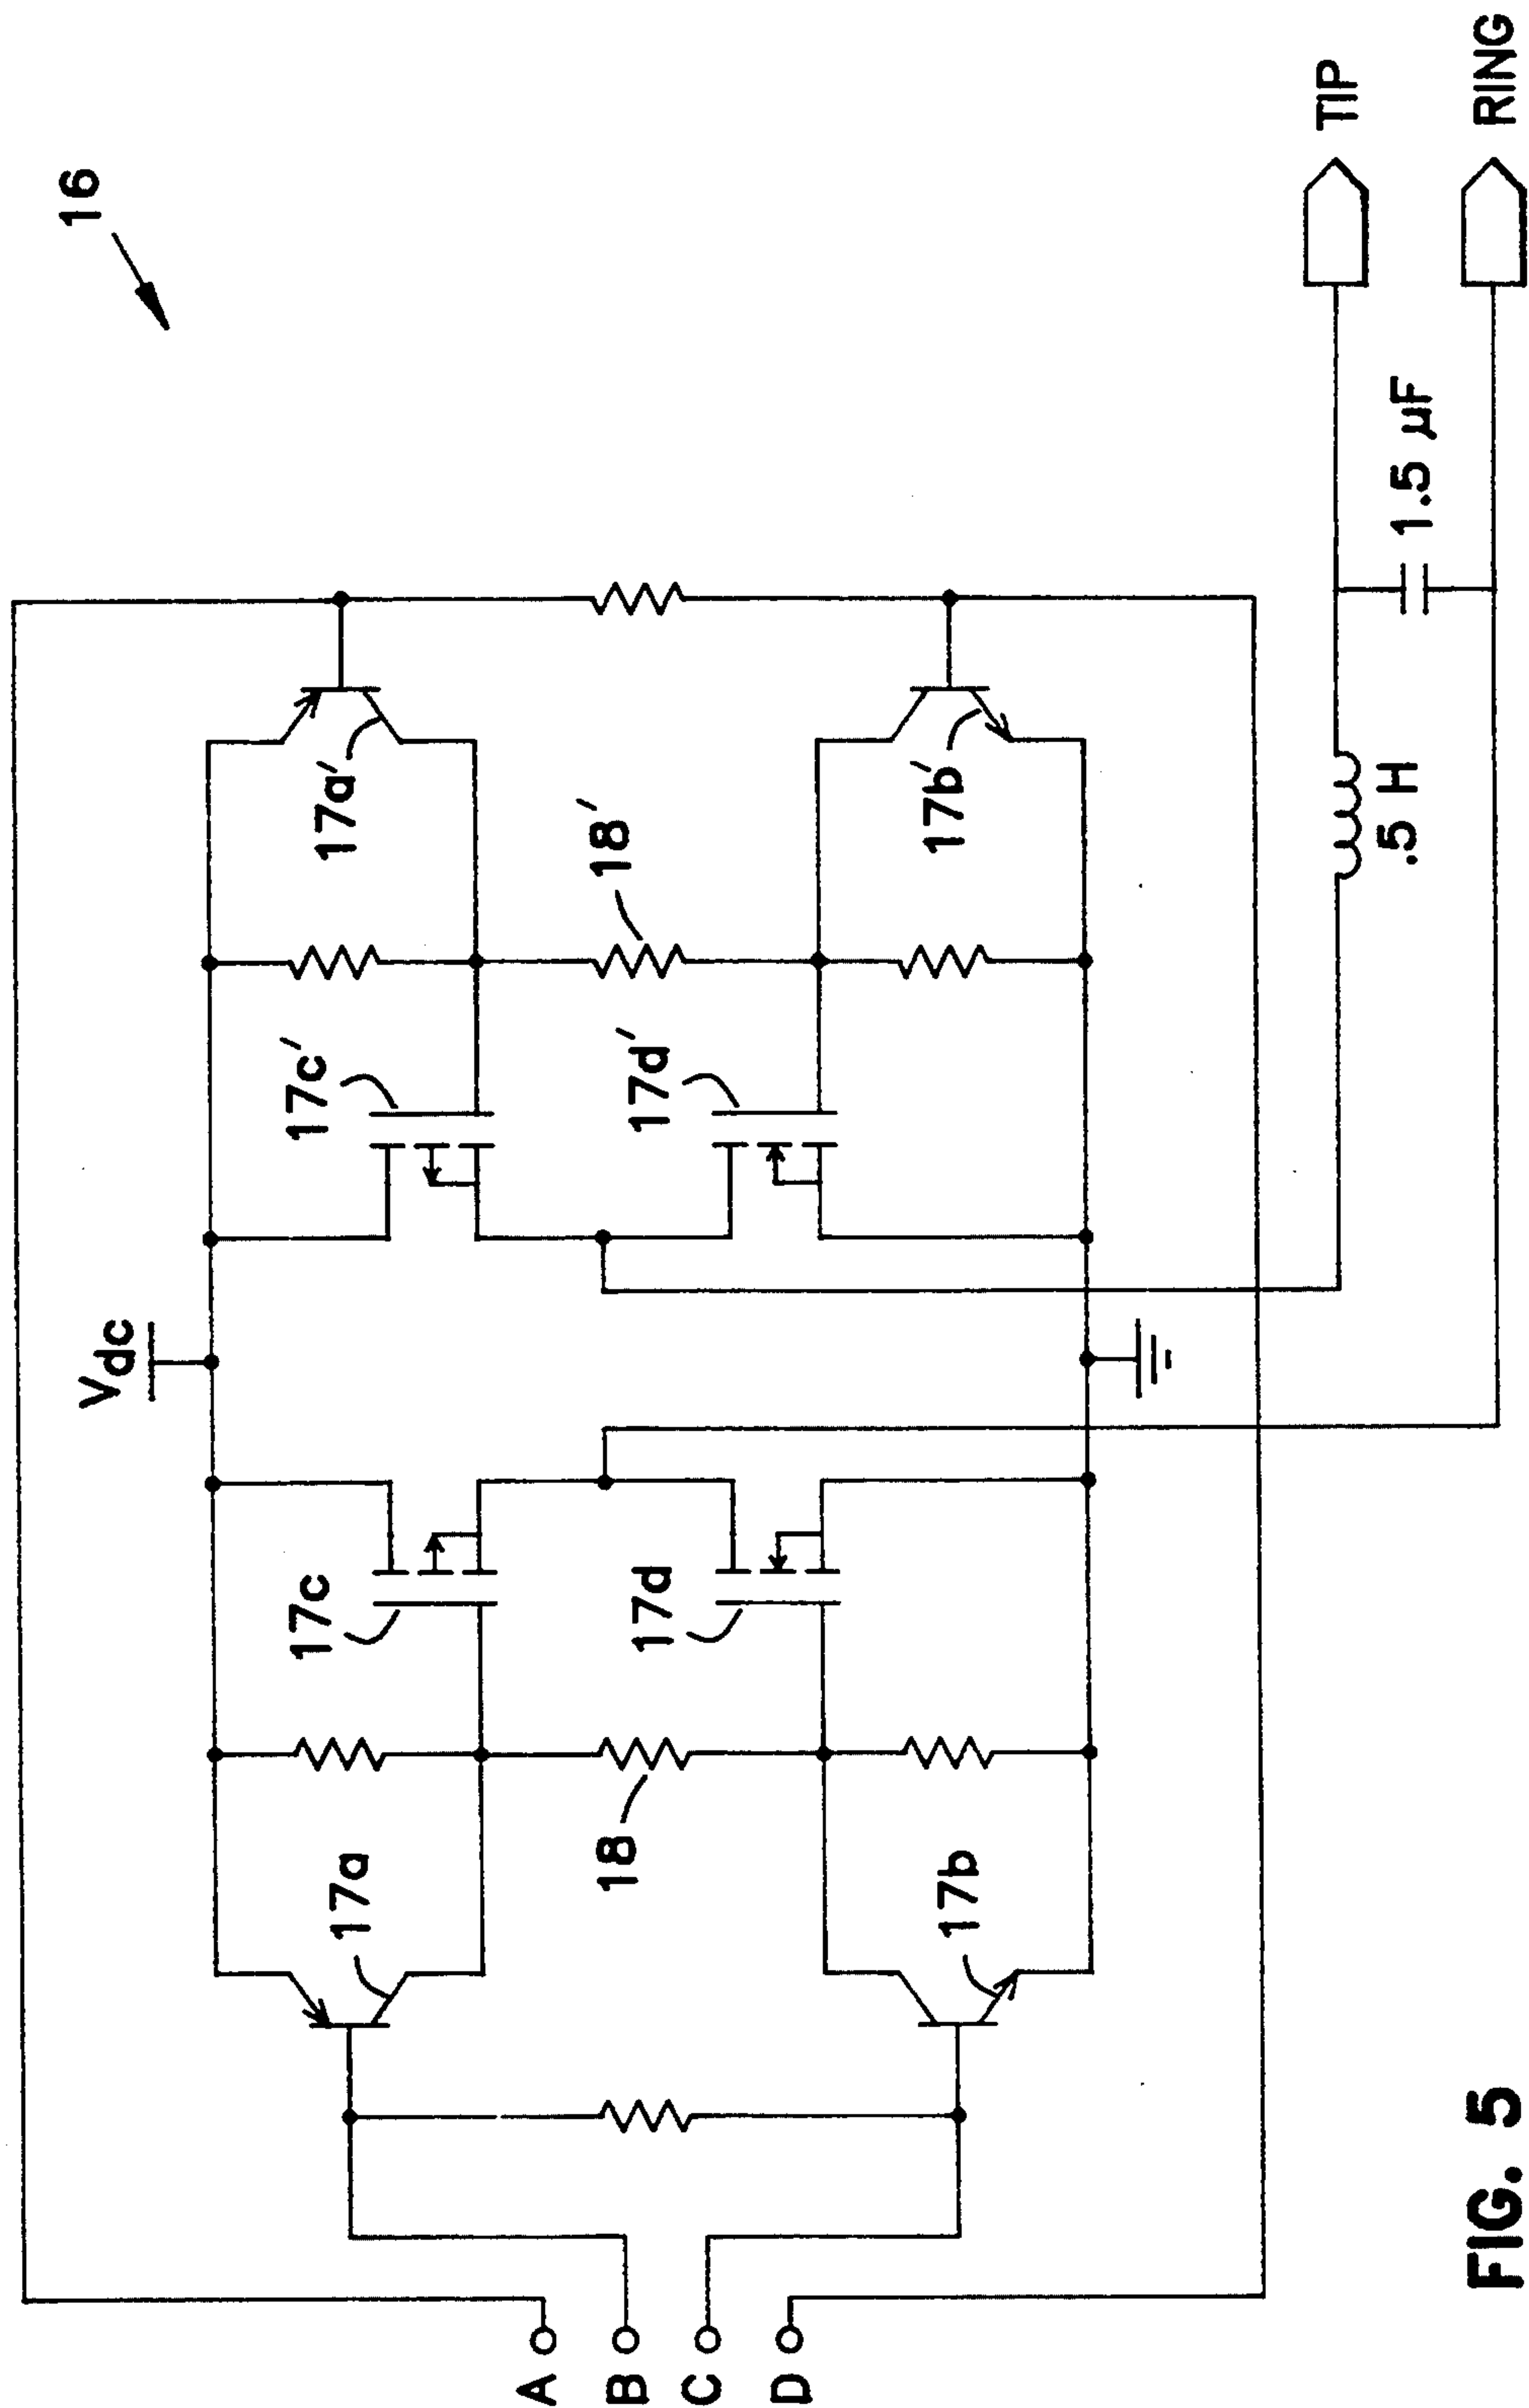 16
Vdc
17a
17c
17c′
17a′
18
17d
17d′
18′
17b
17b′
A
B
C
D
.5 H
1.5 µF
TIP
RING
FIG. 5